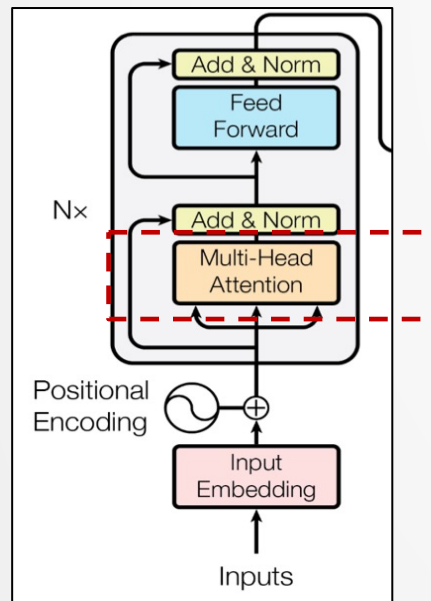 Add & Norm
Feed
Forward
N×
Add & Norm
Multi-Head
Attention
Positional
Encoding
Input
Embedding
Inputs